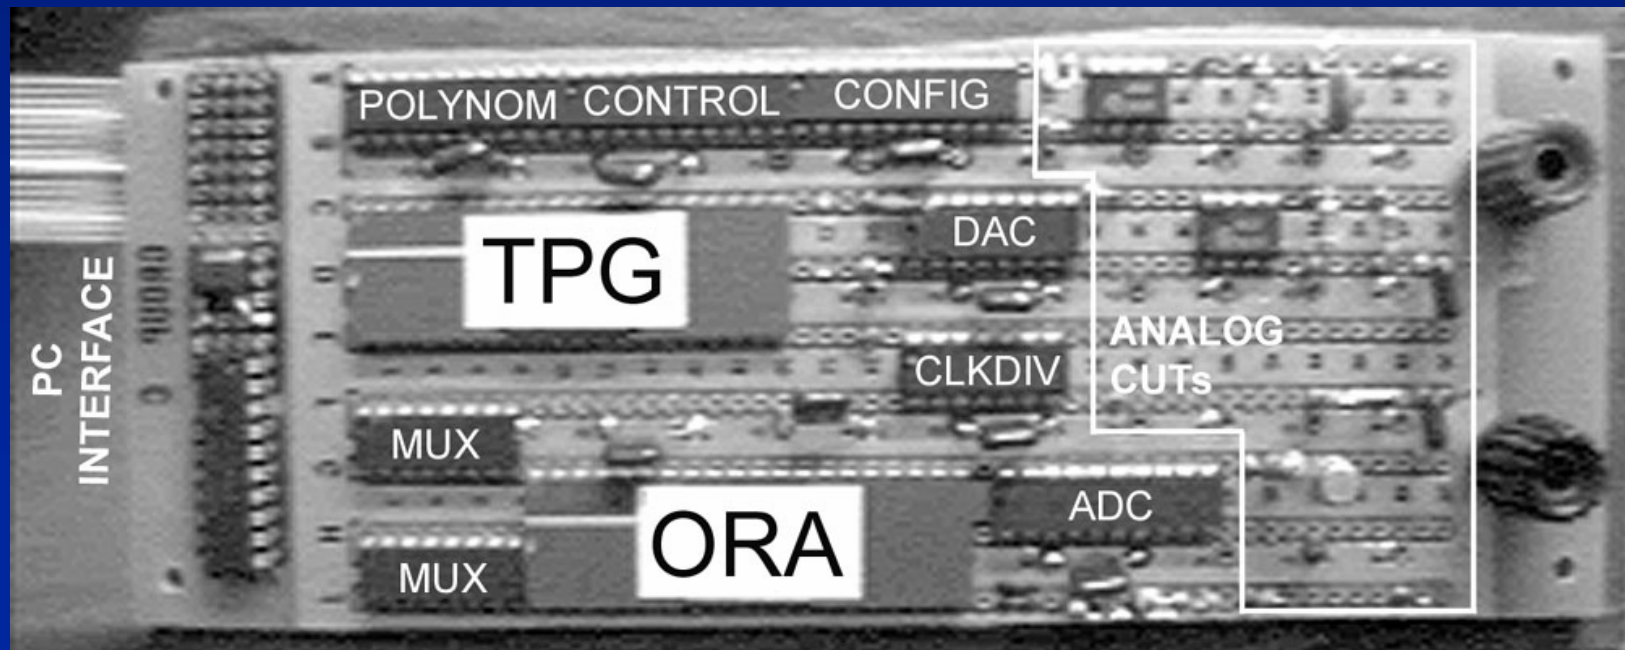 POLYNOM CONTROL CONFIG
TPG
DAC
PC
INTERFACE
ANALOG
CUTs
CLKDIV
MUX
ADC
ORA
MUX